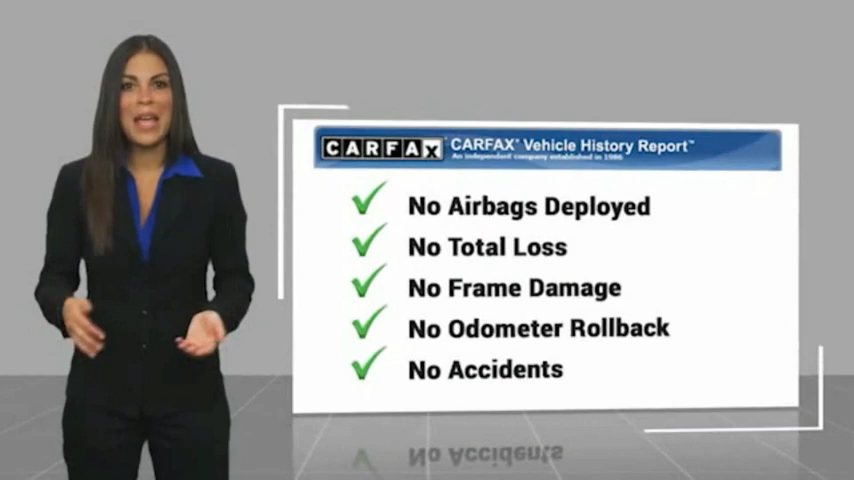 CARFAX CARFAX® Vehicle History Report™
An independent company established in 1986
No Airbags Deployed
No Total Loss
No Frame Damage
No Odometer Rollback
No Accidents
No Accidents